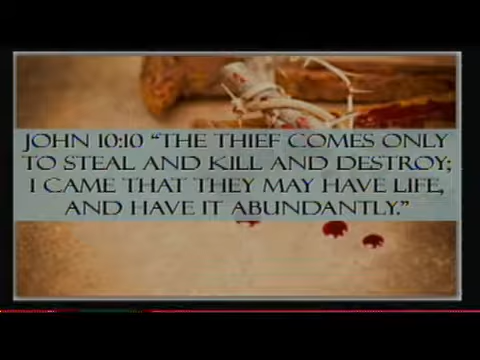 JOHN 10:10 “THE THIEF COMES ONLY
TO STEAL AND KILL AND DESTROY;
I CAME THAT THEY MAY HAVE LIFE,
AND HAVE IT ABUNDANTLY.”